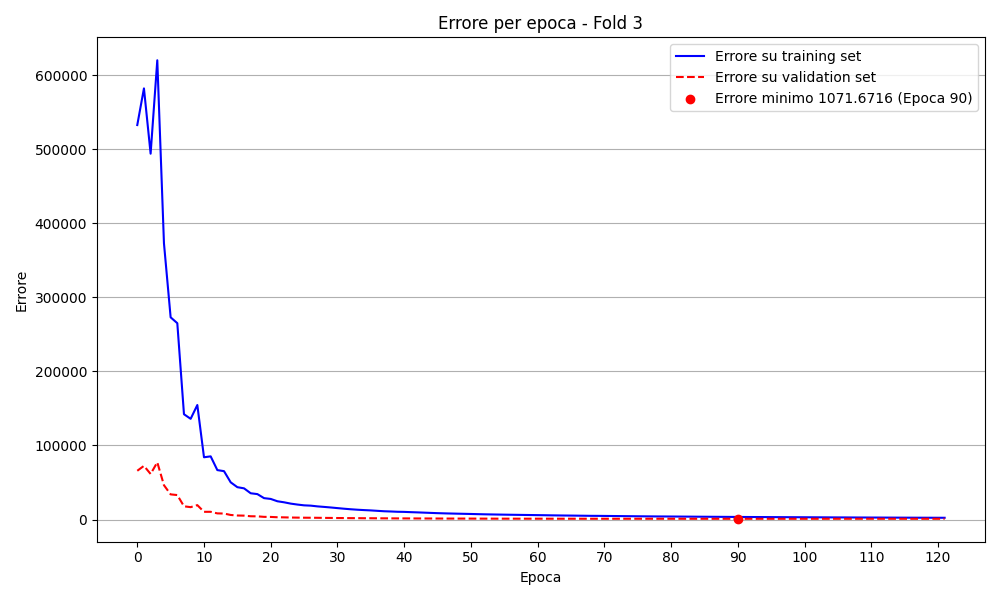 Errore per epoca - Fold 3
Errore su training set
Errore su validation set
Errore minimo 1071.6716 (Epoca 90)
Errore
600000
500000
400000
300000
200000
100000
0
0 10 20 30 40 50 60 70 80 90 100 110 120
Epoca